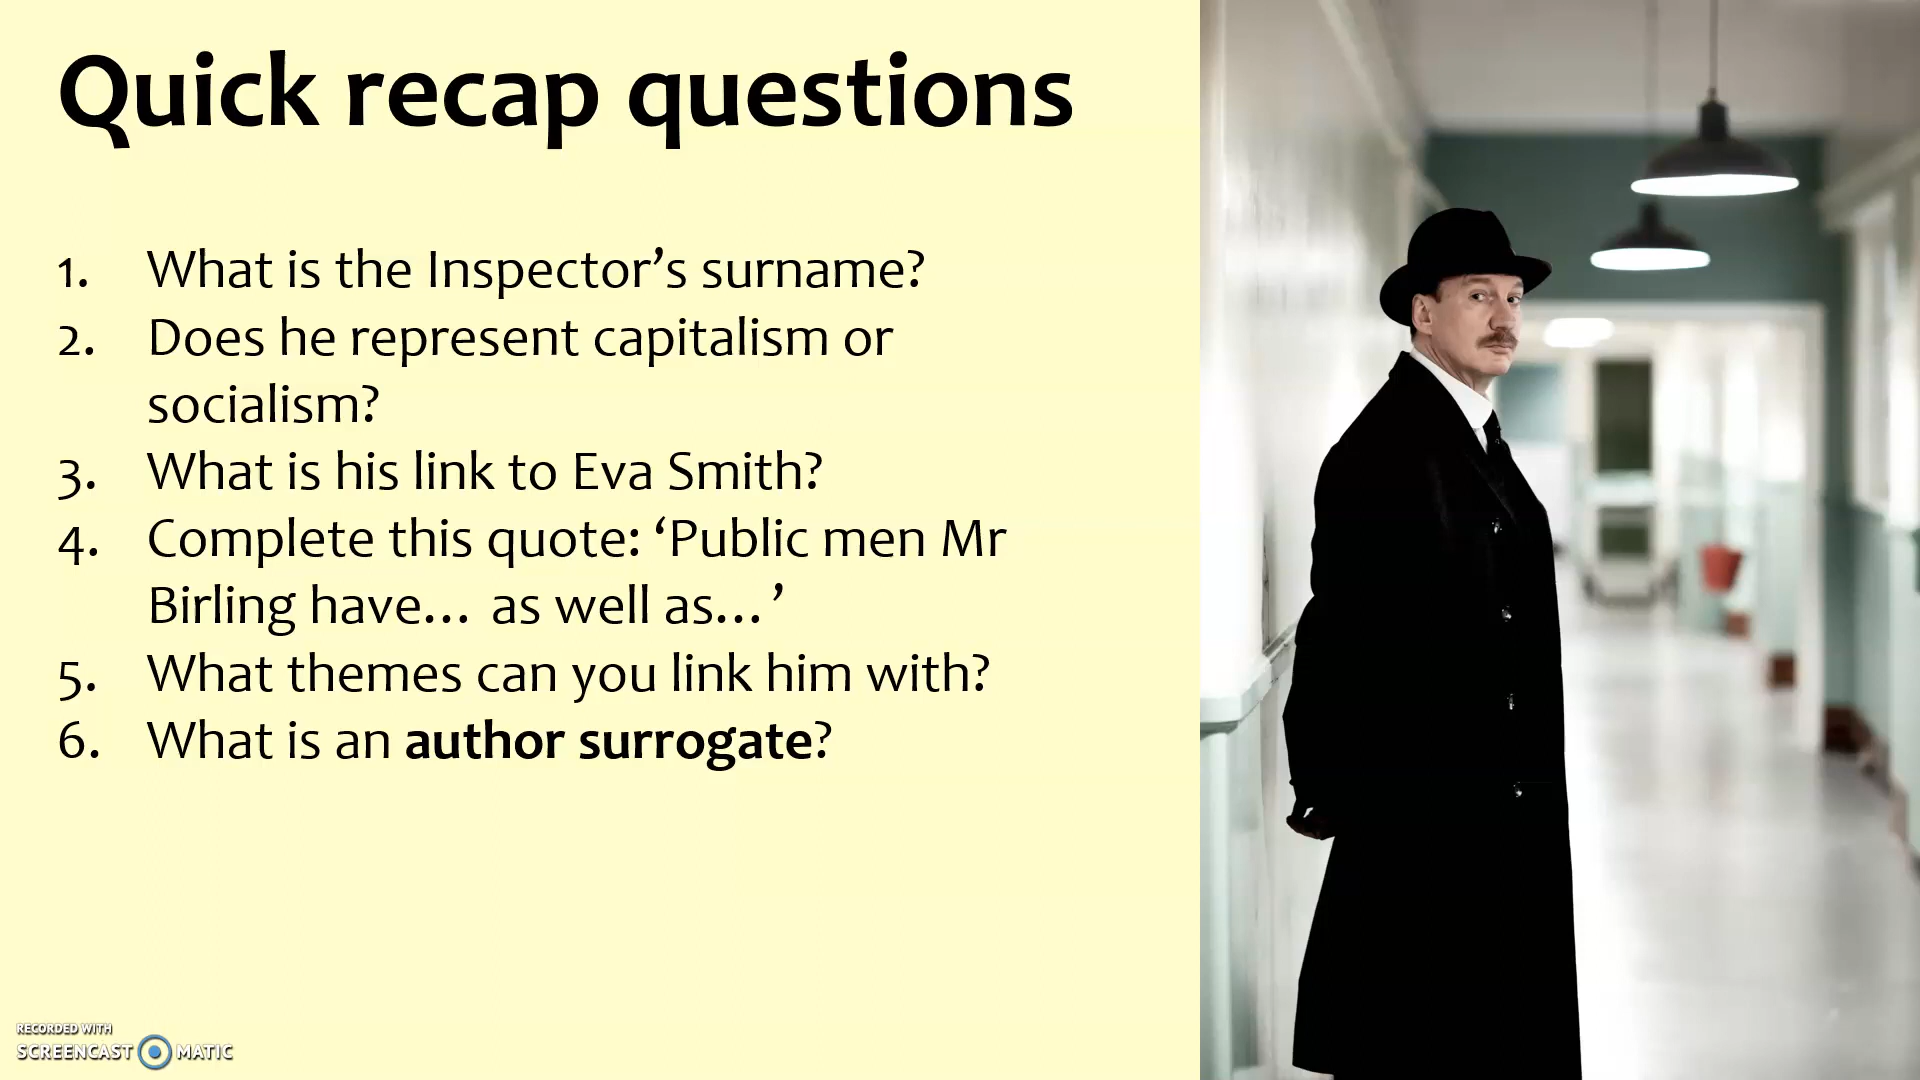 Quick recap questions
1. What is the Inspector’s surname?
2. Does he represent capitalism or
socialism?
3. What is his link to Eva Smith?
4. Complete this quote: ‘Public men Mr
Birling have… as well as…’
5. What themes can you link him with?
6. What is an author surrogate?
RECORDED WITH
SCREENCAST MATIC